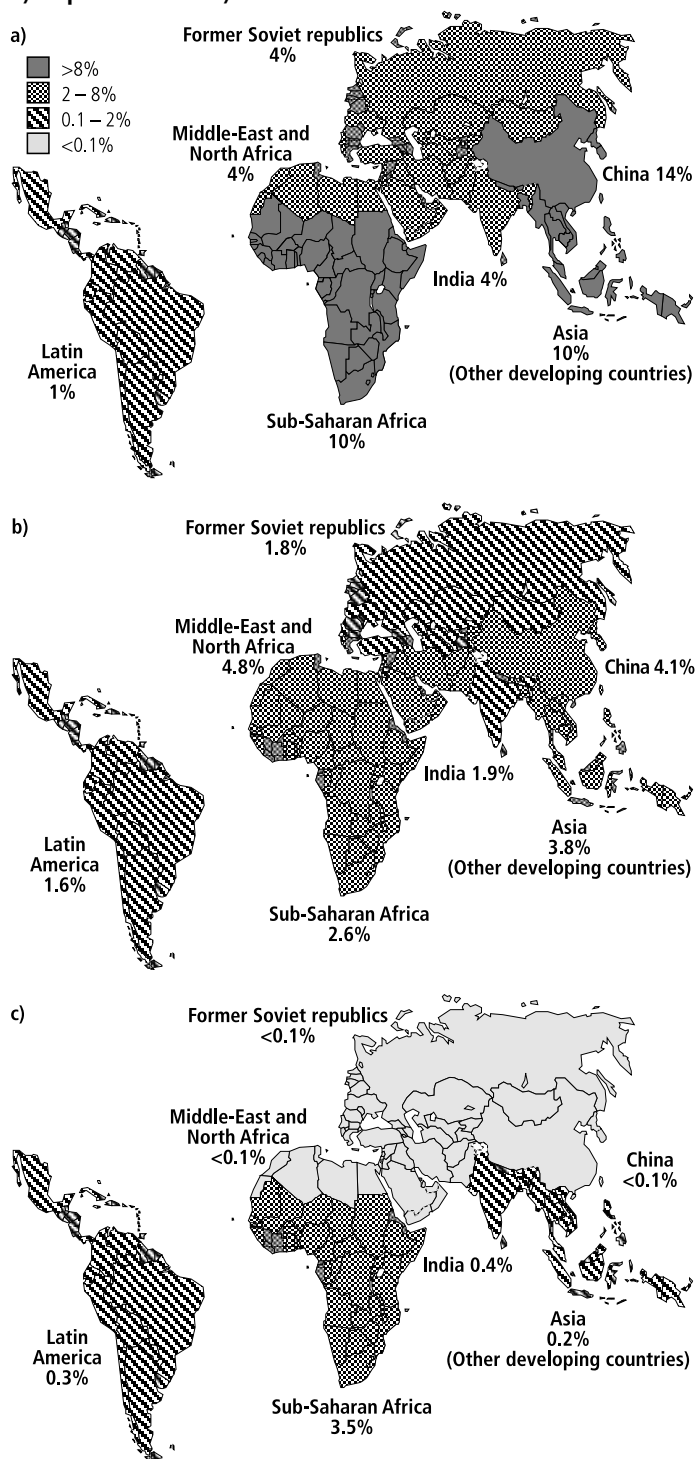 a)
>8%
2 – 8%
0.1 – 2%
<0.1%
Former Soviet republics
4%
Middle-East and
North Africa
4%
China 14%
India 4%
Latin
America
1%
Asia
10%
(Other developing countries)
Sub-Saharan Africa
10%
b)
Former Soviet republics
1.8%
Middle-East and
North Africa
4.8%
China 4.1%
India 1.9%
Latin
America
1.6%
Asia
3.8%
(Other developing countries)
Sub-Saharan Africa
2.6%
c)
Former Soviet republics
<0.1%
Middle-East and
North Africa
<0.1%
China
<0.1%
India 0.4%
Latin
America
0.3%
Asia
0.2%
(Other developing countries)
Sub-Saharan Africa
3.5%